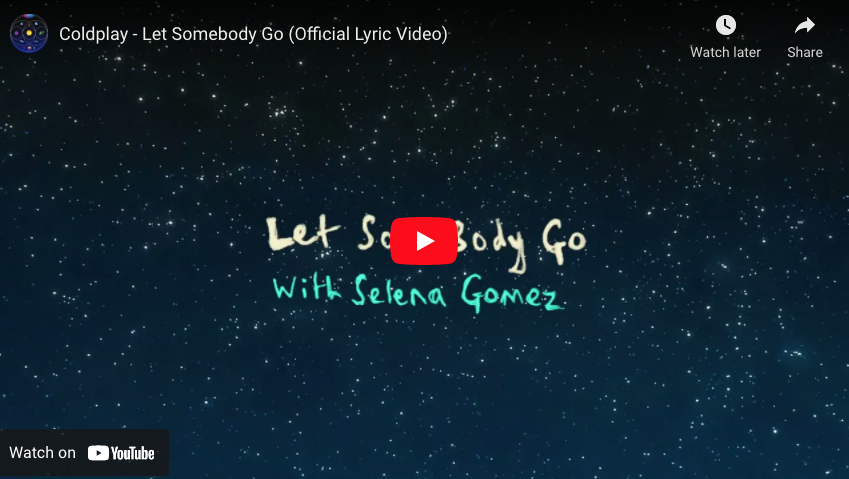 Coldplay - Let Somebody Go (Official Lyric Video)
Watch later
Share
Let So Body Go
With Selena Gomez
Watch on YouTube